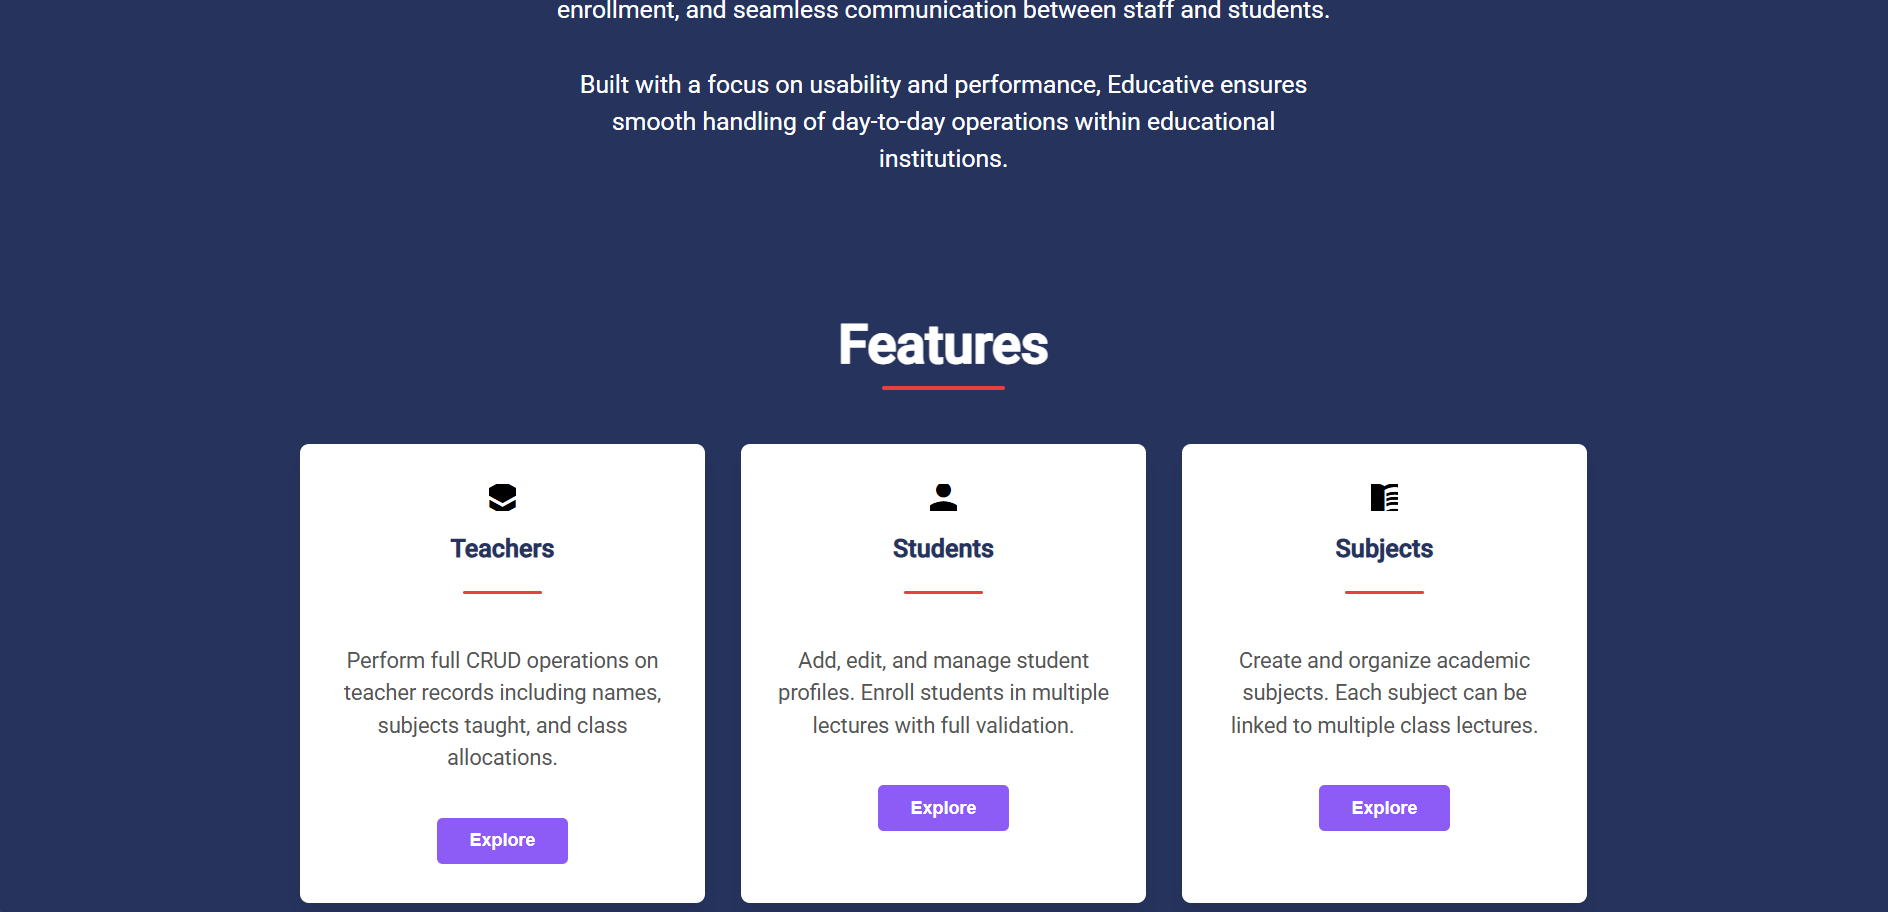 enrollment, and seamless communication between staff and students.
Built with a focus on usability and performance, Educative ensures
smooth handling of day-to-day operations within educational
institutions.
Features
Teachers
Perform full CRUD operations on
teacher records including names,
subjects taught, and class
allocations.
Explore
Students
Add, edit, and manage student
profiles. Enroll students in multiple
lectures with full validation.
Explore
Subjects
Create and organize academic
subjects. Each subject can be
linked to multiple class lectures.
Explore